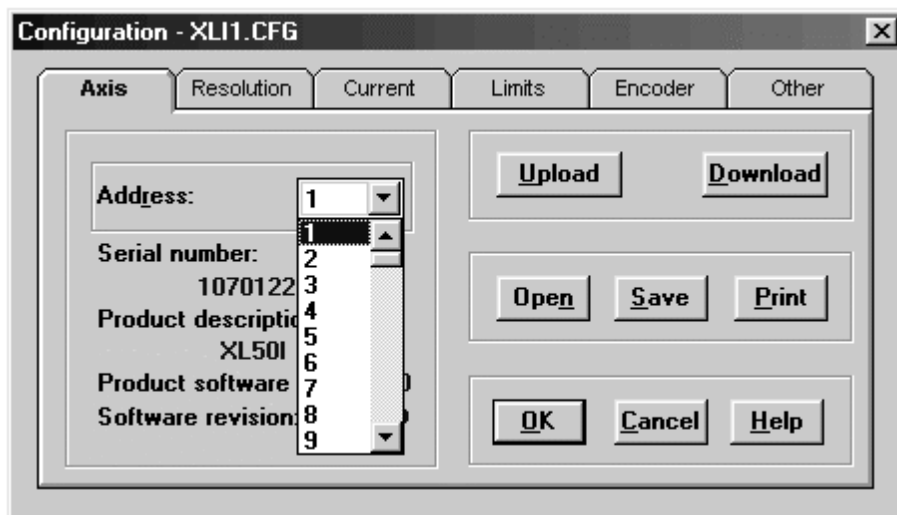 Configuration - XLI1.CFG
Axis Resolution Current Limits Encoder Other
Address: 1
1
2
3
4
5
6
7
8
9
Serial number:
1070122
Product
XL50I
Product software
Software revision:
Upload Download
Open Save Print
OK Cancel Help